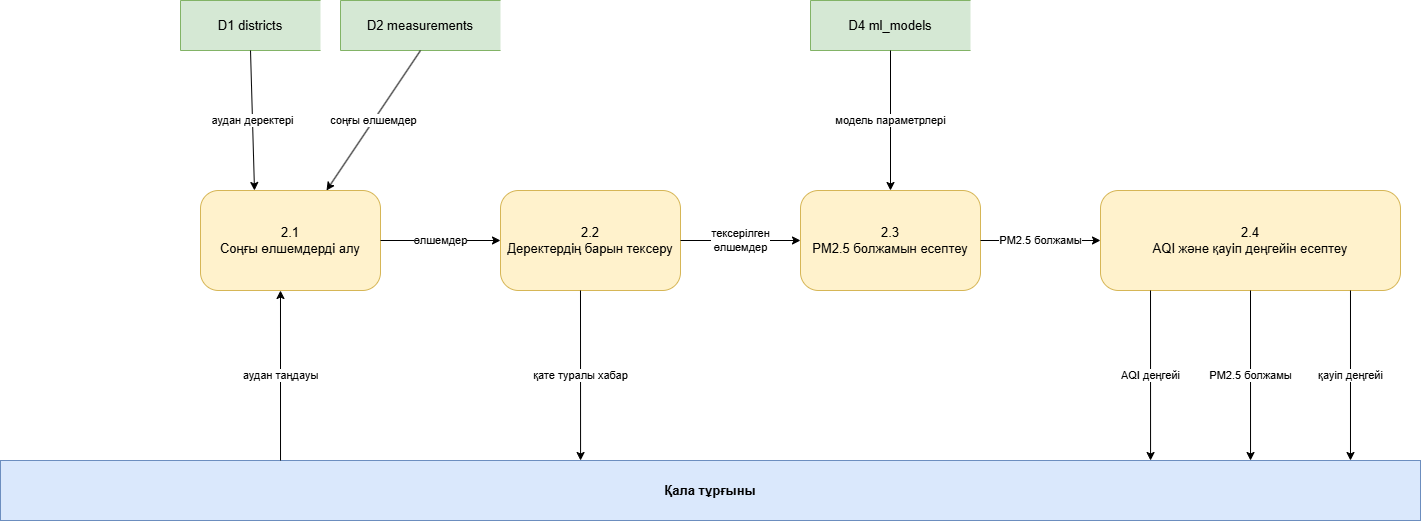 D1 districts
D2 measurements
D4 ml_models
аудан деректері
соңғы өлшемдер
модель параметрлері
2.1
Соңғы өлшемдерді алу
өлшемдер
2.2
Деректердің барын тексеру
тексерілген
өлшемдер
2.3
PM2.5 болжамын есептеу
PM2.5 болжамы
2.4
AQI және қауіп деңгейін есептеу
аудан таңдауы
қате туралы хабар
AQI деңгейі
PM2.5 болжамы
қауіп деңгейі
Қала тұрғыны